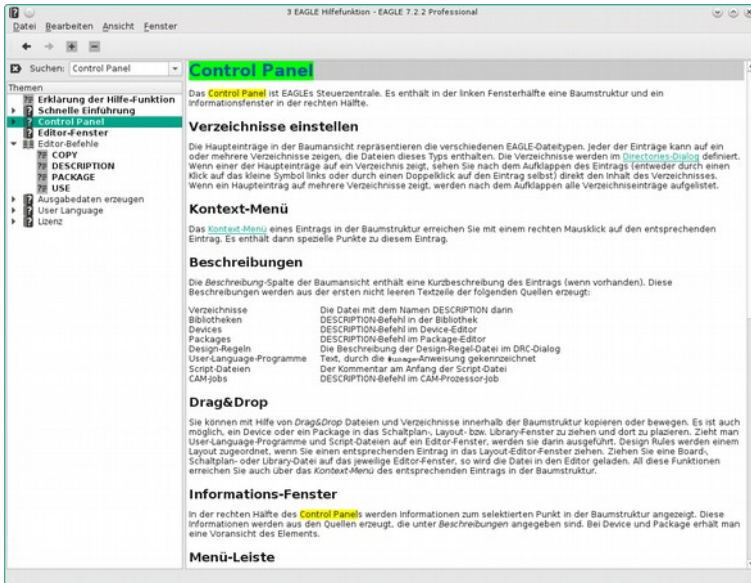 3 EAGLE Hilfefunktion - EAGLE 7.2.2 Professional
Datei Bearbeiten Ansicht Fenster
Suchen: Control Panel
Themen
Erklärung der Hilfe-Funktion
Schnelle Einführung
Control Panel
Editor-Fenster
Editor-Befehle
COPY
DESCRIPTION
PACKAGE
USE
Ausgabedaten erzeugen
User Language
Lizenz
Control Panel
Das Control Panel ist EAGLEs Steuerzentrale. Es enthält in der linken Fensterhälfte eine Baumstruktur und ein
Informationsfenster in der rechten Hälfte.
Verzeichnisse einstellen
Die Haupteinträge in der Baumansicht repräsentieren die verschiedenen EAGLE-Dateitypen. Jeder der Einträge kann auf ein
oder mehrere Verzeichnisse zeigen, die Dateien dieses Typs enthalten. Die Verzeichnisse werden im Directories-Dialog definiert.
Wenn einer der Haupteinträge auf ein Verzeichnis zeigt, sehen Sie nach dem Aufklappen des Eintrags (entweder durch einen
Klick auf das kleine Symbol links oder durch einen Doppelklick auf den Eintrag selbst) direkt den Inhalt des Verzeichnisses.
Wenn ein Haupteintrag auf mehrere Verzeichnisse zeigt, werden nach dem Aufklappen alle Verzeichniseinträge aufgelistet.
Kontext-Menü
Das Kontext-Menü eines Eintrags in der Baumstruktur erreichen Sie mit einem rechten Mausklick auf den entsprechenden
Eintrag. Es enthält dann spezielle Punkte zu diesem Eintrag.
Beschreibungen
Die Beschreibung-Spalte der Baumansicht enthält eine Kurzbeschreibung des Eintrags (wenn vorhanden). Diese
Beschreibungen werden aus der ersten nicht leeren Textzeile der folgenden Quellen erzeugt:
Verzeichnisse Die Datei mit dem Namen DESCRIPTION darin
Bibliotheken DESCRIPTION-Befehl in der Bibliothek
Devices DESCRIPTION-Befehl im Device-Editor
Packages DESCRIPTION-Befehl im Package-Editor
Design-Regeln Die Beschreibung der Design-Regel-Datei im DRC-Dialog
User-Language-Programme Text, durch die #usage-Anweisung gekennzeichnet
Script-Dateien Der Kommentar am Anfang der Script-Datei
CAM-Jobs DESCRIPTION-Befehl im CAM-Prozessor-Job
Drag&Drop
Sie können mit Hilfe von Drag&Drop Dateien und Verzeichnisse innerhalb der Baumstruktur kopieren oder bewegen. Es ist auch
möglich, ein Device oder ein Package in das Schaltplan-, Layout- bzw. Library-Fenster zu ziehen und dort zu plazieren. Zieht man
User-Language-Programme und Script-Dateien auf ein Editor-Fenster, werden sie darin ausgeführt. Design Rules werden einem
Layout zugeordnet, wenn Sie einen entsprechenden Eintrag in das Layout-Editor-Fenster ziehen. Ziehen Sie eine Board-,
Schaltplan- oder Library-Datei auf das jeweilige Editor-Fenster, so wird die Datei in den Editor geladen. All diese Funktionen
erreichen Sie auch über das Kontext-Menü des entsprechenden Eintrags in der Baumstruktur.
Informations-Fenster
In der rechten Hälfte des Control Panels werden Informationen zum selektierten Punkt in der Baumstruktur angezeigt. Diese
Informationen werden aus den Quellen erzeugt, die unter Beschreibungen angegeben sind. Bei Device und Package erhält man
eine Voransicht des Elements.
Menü-Leiste